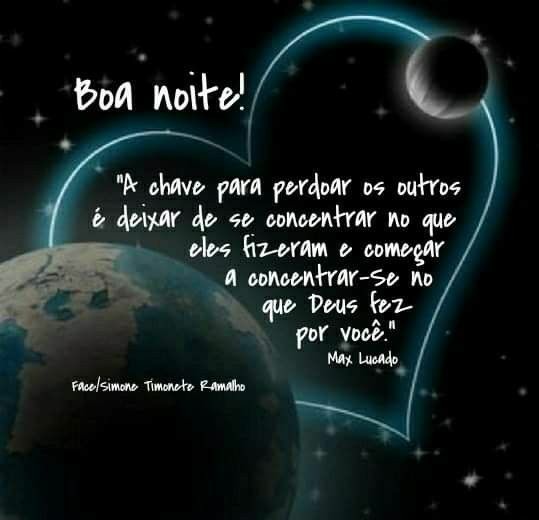 Boa noite!
"A chave para perdoar os outros
é deixar de se concentrar no que
eles fizeram e começar
a concentrar-Se no
que Deus fez
por você."
Max Lucado
Face/Simone Timonete Ramalho